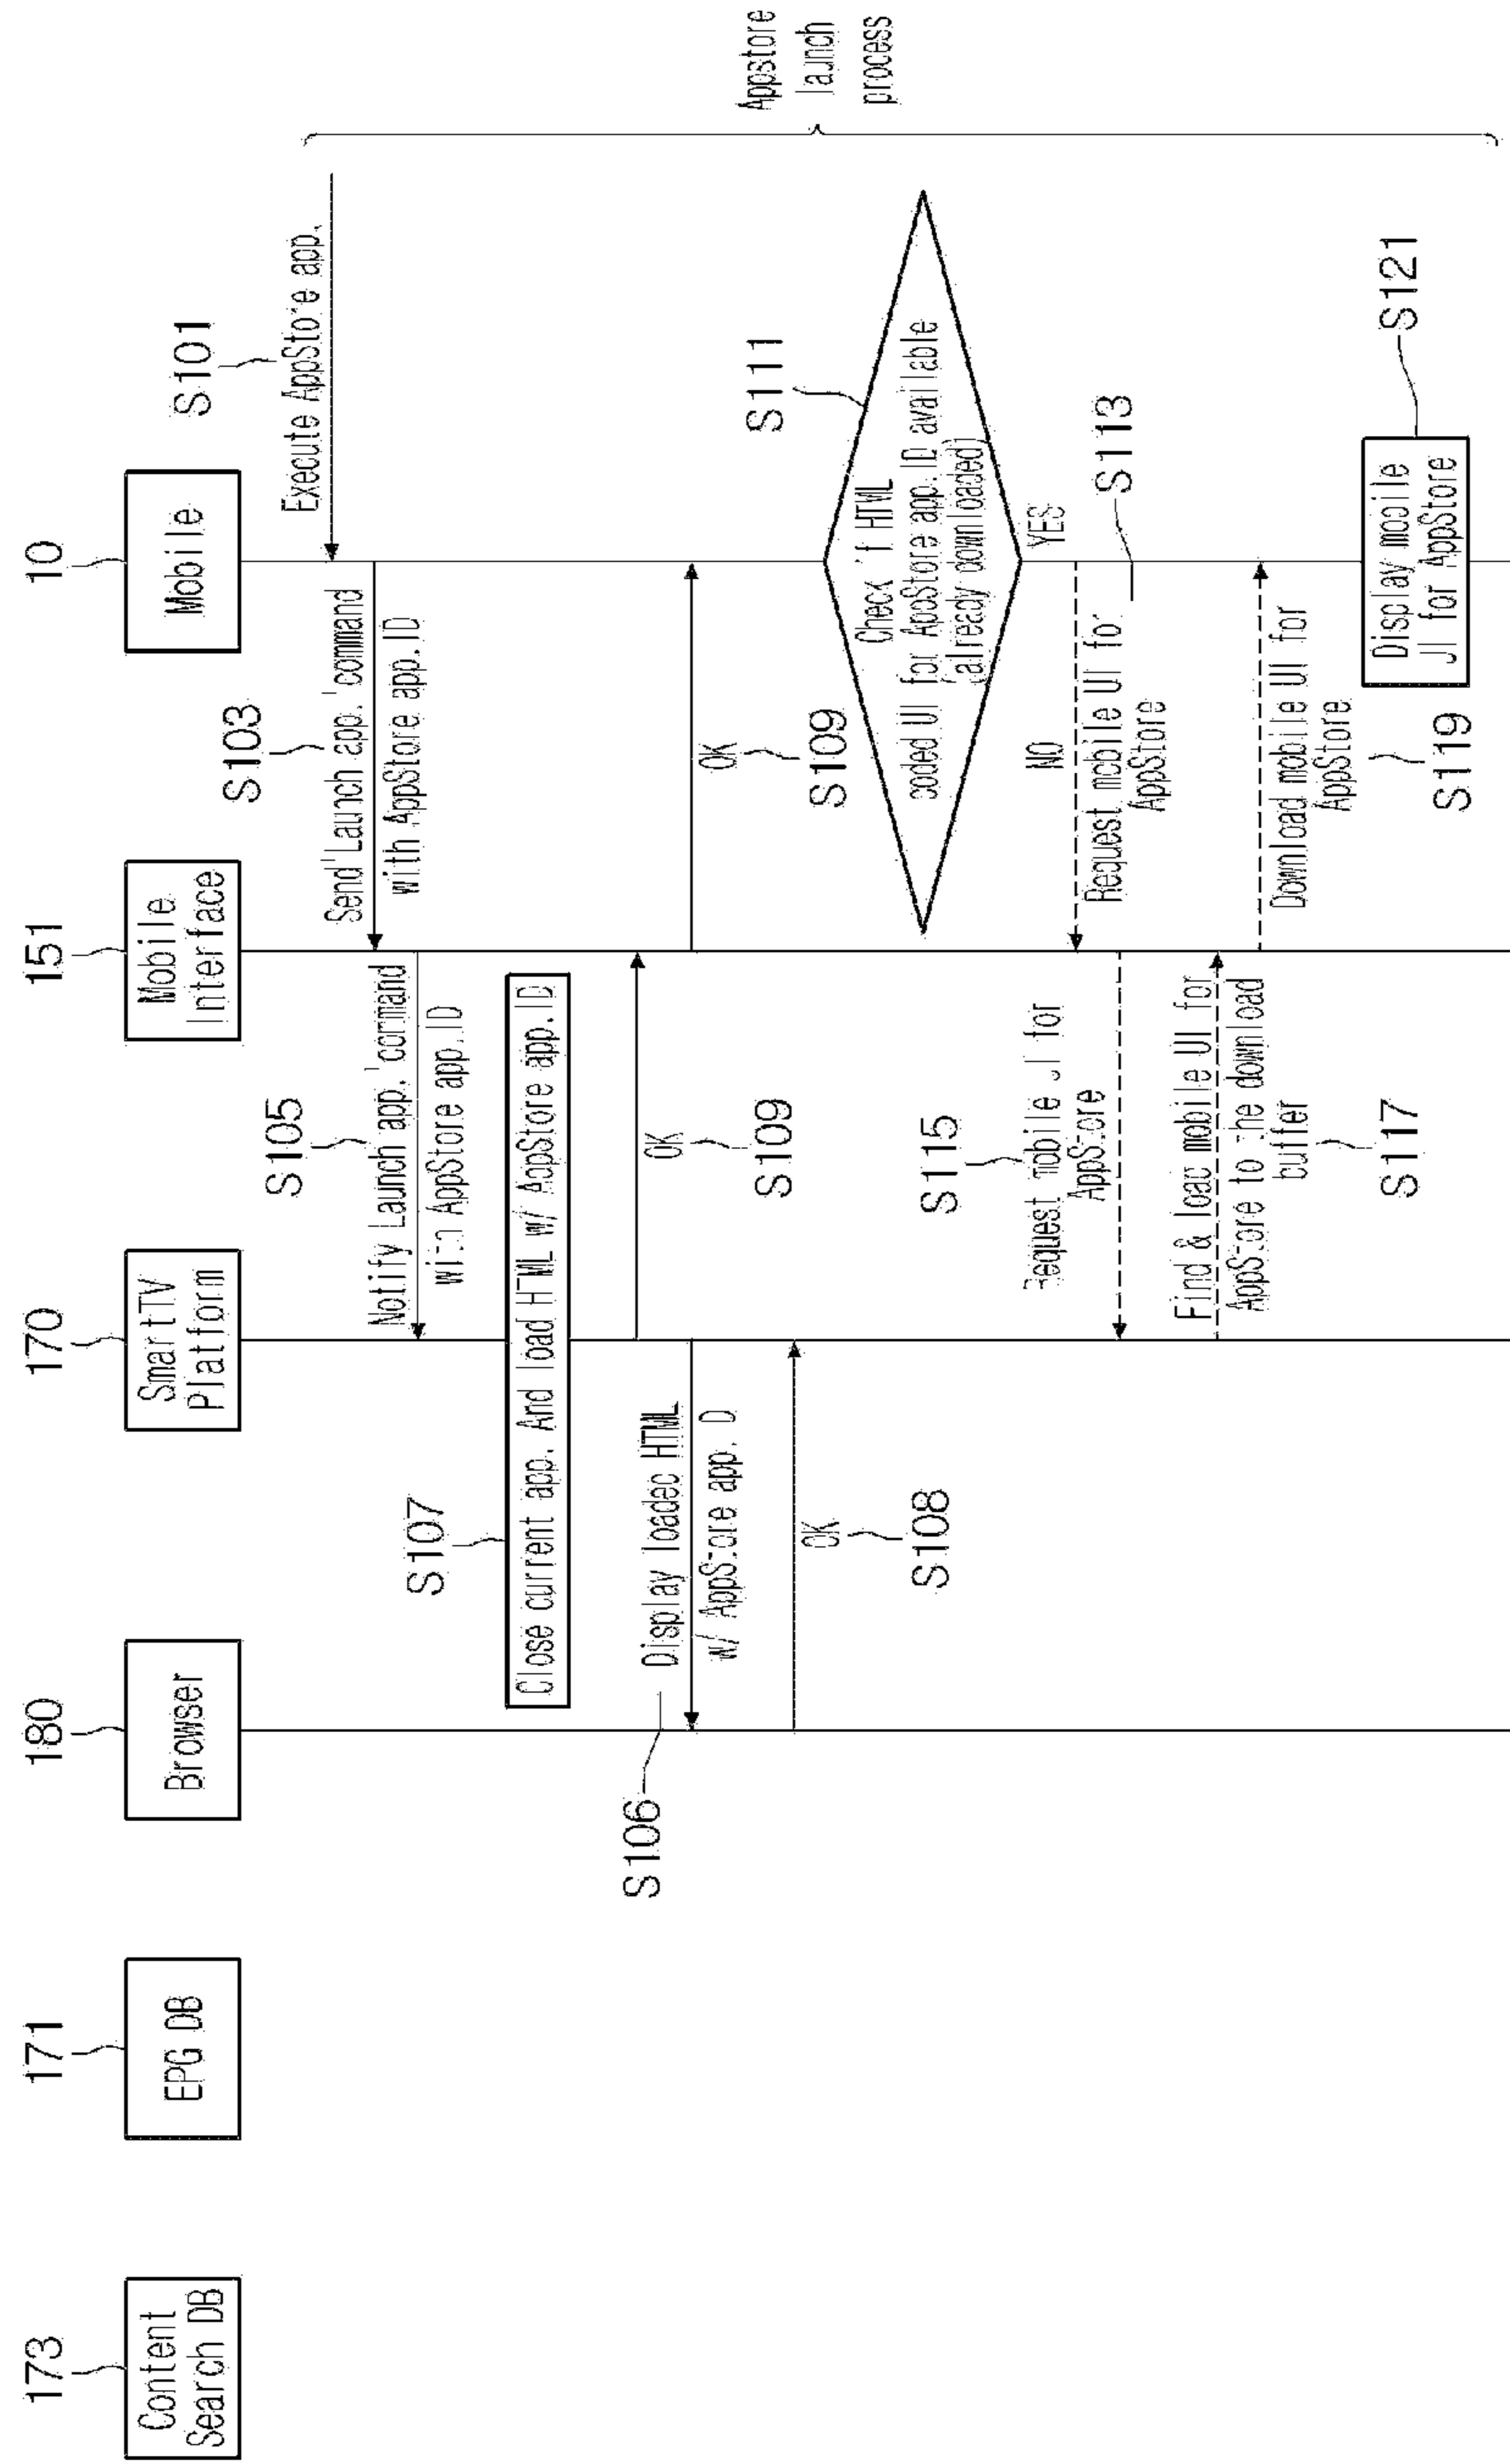 173
171
180
170
151
10
Content
Search DB
EPG DB
Browser
SmartTV
Platform
Mobile
Interface
Mobile
S101
Execute AppStore app.
S103
Send'Launch app.'command
with AppStore app.ID
S105
Notify Launch app.'command
with AppStore app.ID
S107
Close current app. And load HTML w/ AppStore app.ID
OK
S109
S106
Display loaded HTML
w/ AppStore app. D
OK
S109
OK
S108
S111
Check if HTML
coded UI for AppStore app.ID available
(already downloaded)
NO
YES
Request mobile UI for
AppStore
S113
S115
Request mobile UI for
AppStore
Find & load mobile UI for
AppStore to the download
buffer
S117
Download mobile UI for
AppStore
S119
Display mobile
UI for AppStore
S121
Appstore
launch
process